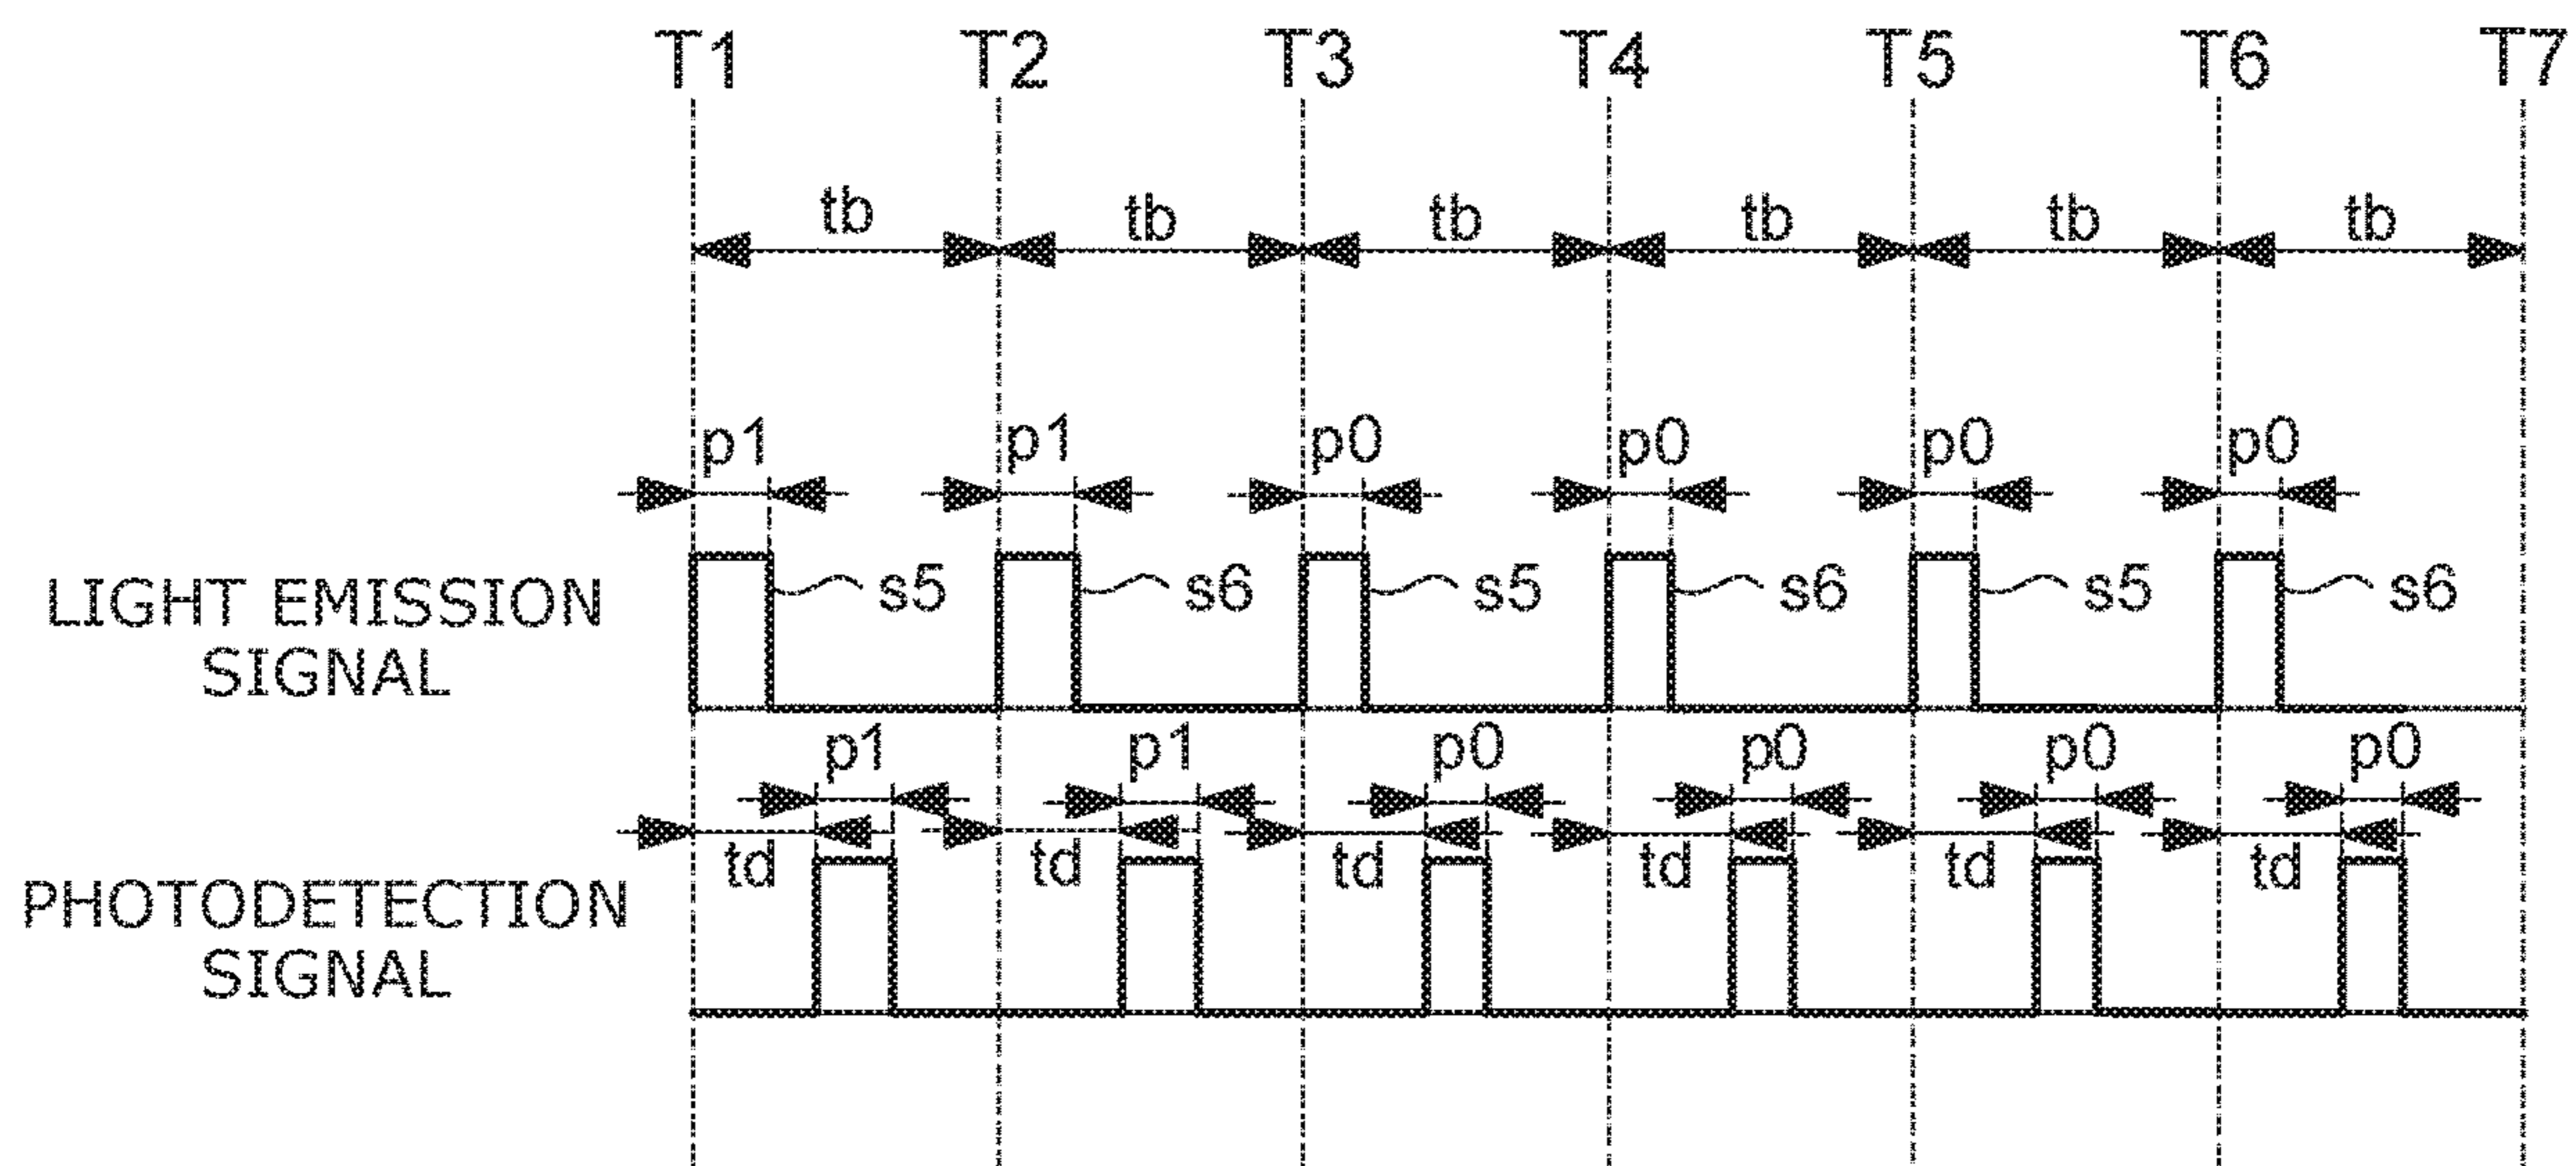 T1 T2 T3 T4 T5 T6 T7
tb tb tb tb tb tb
p1 p1 p0 p0 p0 p0
LIGHT EMISSION
SIGNAL
s5 s6 s5 s6 s5 s6
p1 p1 p0 p0 p0 p0
td td td td td td
PHOTODETECTION
SIGNAL